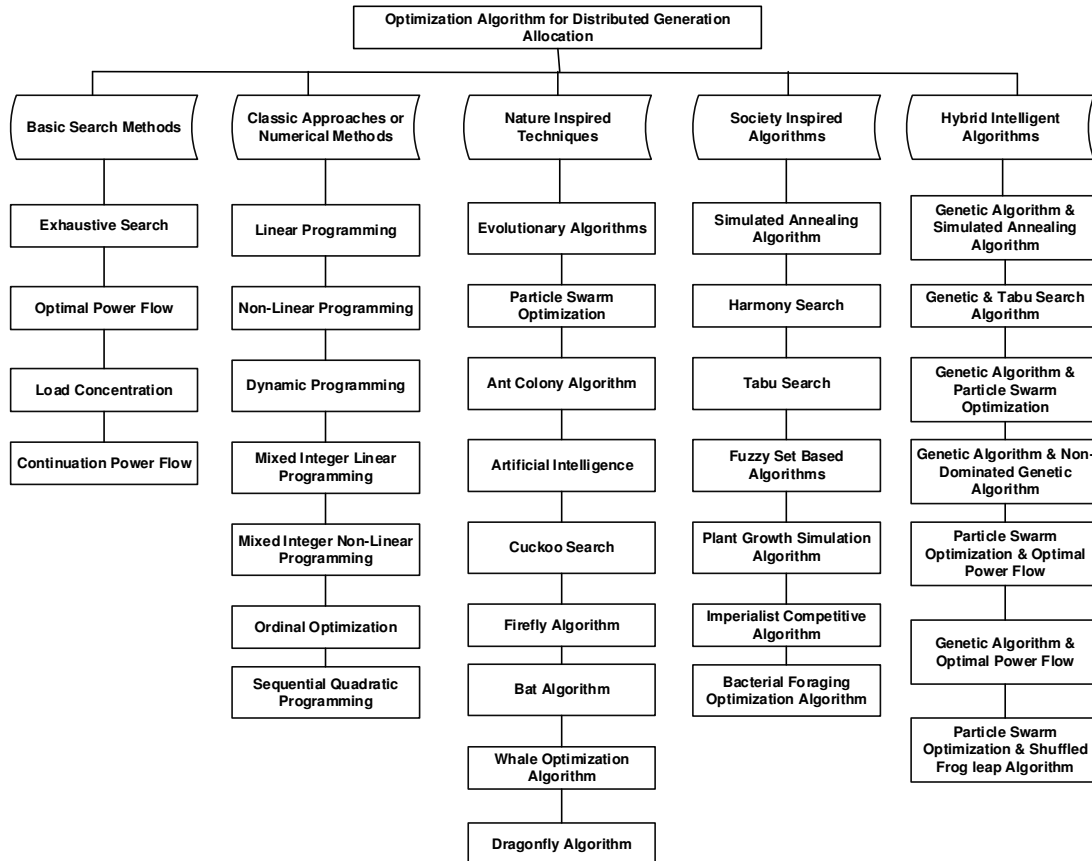 Optimization Algorithm for Distributed Generation
Allocation
Basic Search Methods
Exhaustive Search
Optimal Power Flow
Load Concentration
Continuation Power Flow
Classic Approaches or
Numerical Methods
Linear Programming
Non-Linear Programming
Dynamic Programming
Mixed Integer Linear
Programming
Mixed Integer Non-Linear
Programming
Ordinal Optimization
Sequential Quadratic
Programming
Nature Inspired
Techniques
Evolutionary Algorithms
Particle Swarm
Optimization
Ant Colony Algorithm
Artificial Intelligence
Cuckoo Search
Firefly Algorithm
Bat Algorithm
Whale Optimization
Algorithm
Dragonfly Algorithm
Society Inspired
Algorithms
Simulated Annealing
Algorithm
Harmony Search
Tabu Search
Fuzzy Set Based
Algorithms
Plant Growth Simulation
Algorithm
Imperialist Competitive
Algorithm
Bacterial Foraging
Optimization Algorithm
Hybrid Intelligent
Algorithms
Genetic Algorithm &
Simulated Annealing
Algorithm
Genetic & Tabu Search
Algorithm
Genetic Algorithm &
Particle Swarm
Optimization
Genetic Algorithm & Non-
Dominated Genetic
Algorithm
Particle Swarm
Optimization & Optimal
Power Flow
Genetic Algorithm &
Optimal Power Flow
Particle Swarm
Optimization & Shuffled
Frog leap Algorithm